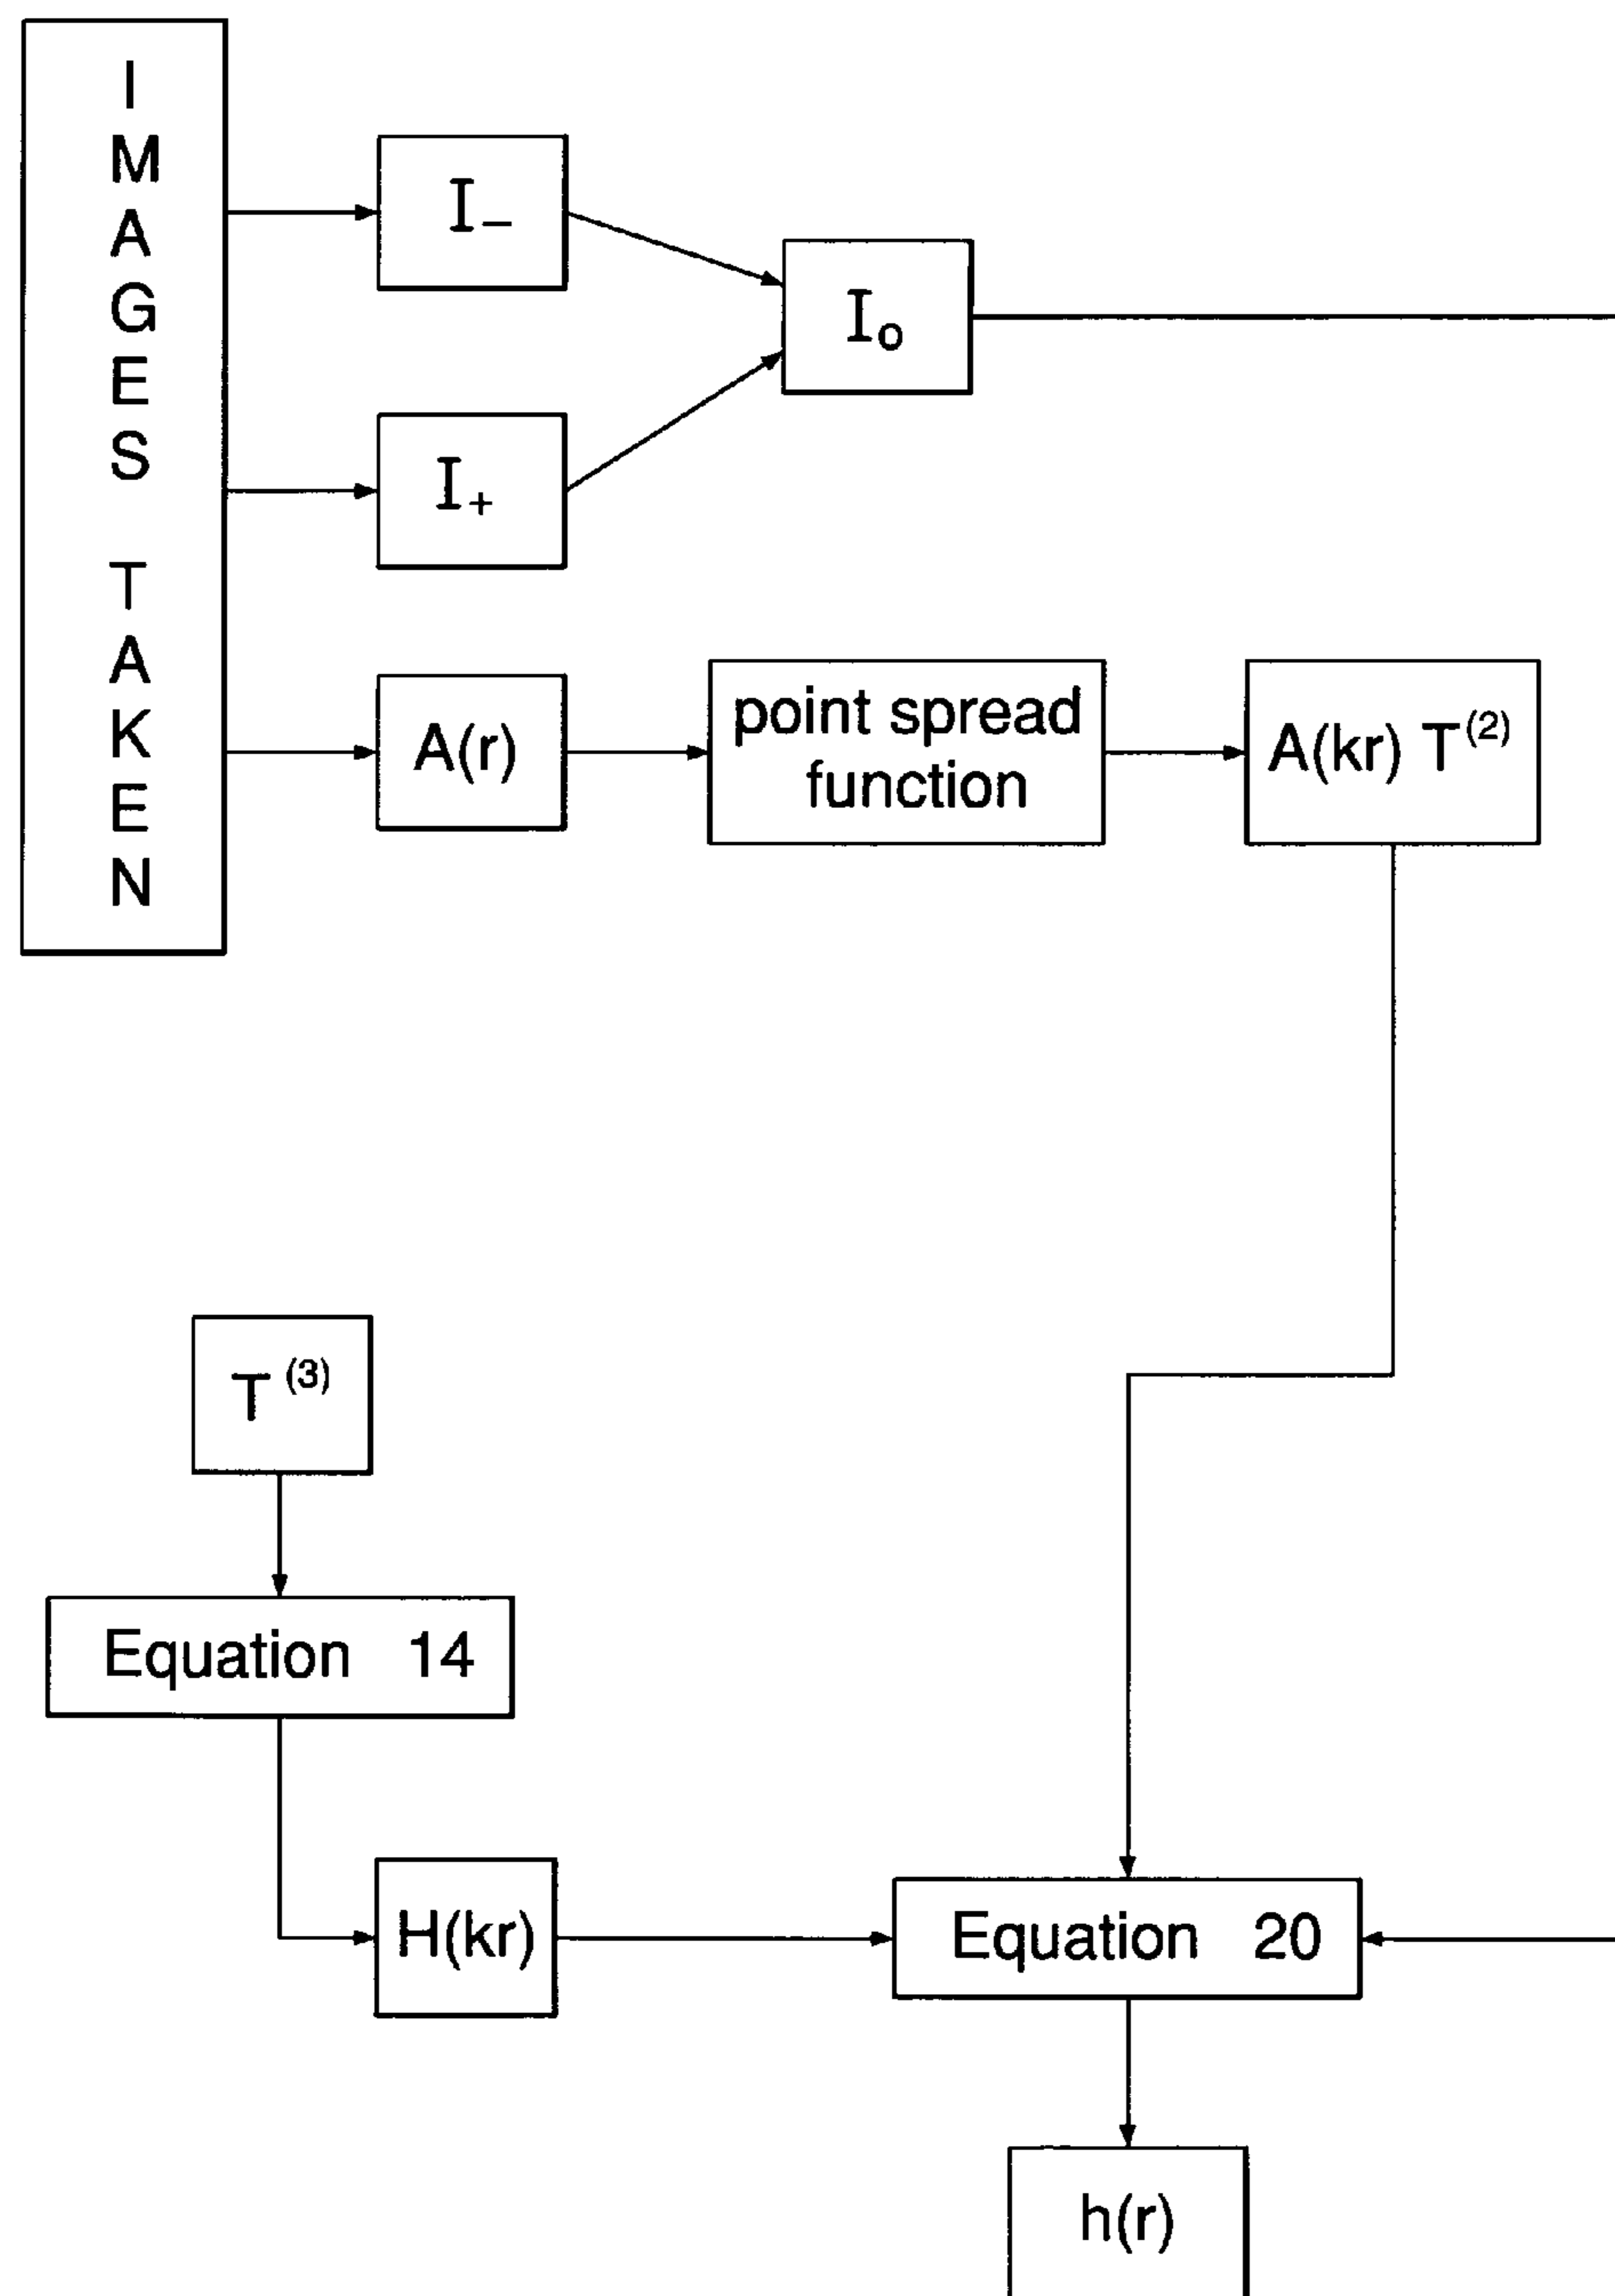 IMAGES TAKEN
I₋
I₀
I₊
A(r)
point spread
function
A(kr) T⁽²⁾
T⁽³⁾
Equation 14
H(kr)
Equation 20
h(r)